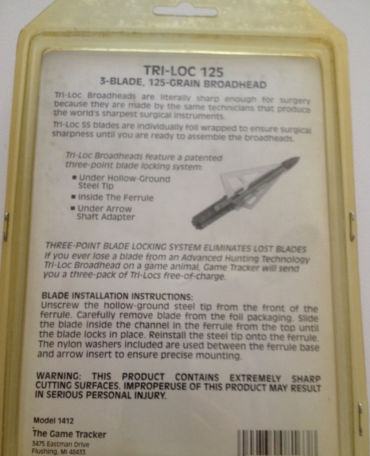 TRI-LOC 125
3-BLADE, 125-GRAIN BROADHEAD
Tri-Loc Broadheads are literally sharp enough for surgery
because they are made by the same technicians that produce
the world's sharpest surgical instruments.
Tri-Loc SS blades are individually foil wrapped to ensure surgical
sharpness until you are ready to assemble the broadheads.
Tri-Loc Broadheads feature a patented
three-point blade locking system:
■ Under Hollow-Ground
Steel Tip
■ Inside The Ferrule
■ Under Arrow
Shaft Adapter
THREE-POINT BLADE LOCKING SYSTEM ELIMINATES LOST BLADES
If you ever lose a blade from an Advanced Hunting Technology
Tri-Loc Broadhead on a game animal, Game Tracker will send
you a three-pack of Tri-Locs free-of-charge.
BLADE INSTALLATION INSTRUCTIONS:
Unscrew the hollow-ground steel tip from the front of the
ferrule. Carefully remove blade from the foil packaging. Slide
the blade inside the channel in the ferrule from the top until
the blade locks in place. Reinstall the steel tip onto the ferrule.
The nylon washers included are used between the ferrule base
and arrow insert to ensure precise mounting.
WARNING: THIS PRODUCT CONTAINS EXTREMELY SHARP
CUTTING SURFACES. IMPROPERUSE OF THIS PRODUCT MAY RESULT
IN SERIOUS PERSONAL INJURY.
Model 1412
The Game Tracker
3475 Eastman Drive
Flushing, MI 48433